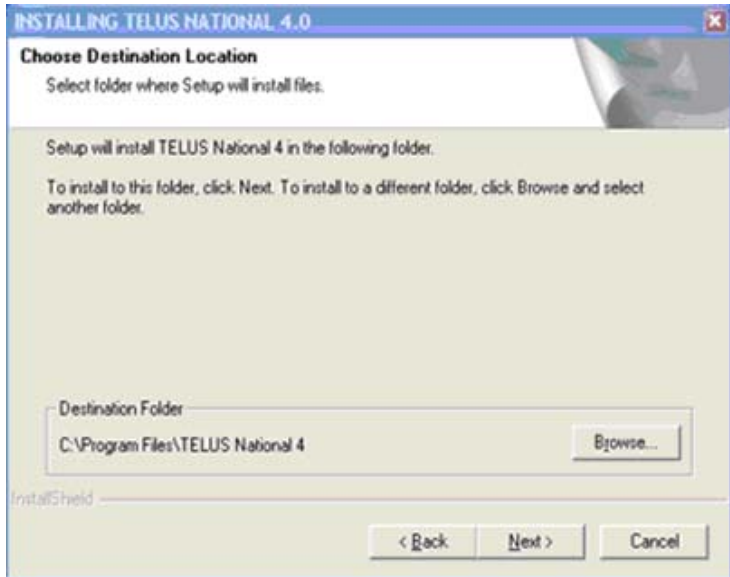 INSTALLING TELUS NATIONAL 4.0
Choose Destination Location
Select folder where Setup will install files.
Setup will install TELUS National 4 in the following folder.
To install to this folder, click Next. To install to a different folder, click Browse and select
another folder.
Destination Folder
C:\Program Files\TELUS National 4
Browse...
InstallShield
< Back
Next >
Cancel